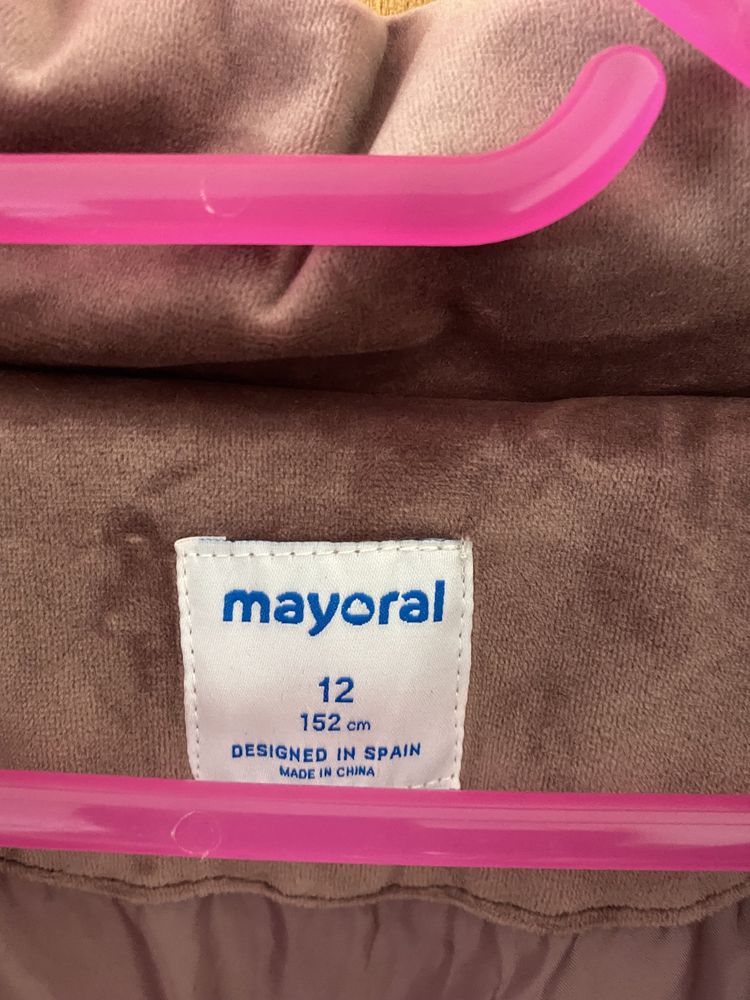 mayoral
12
152 cm
DESIGNED IN SPAIN
MADE IN CHINA